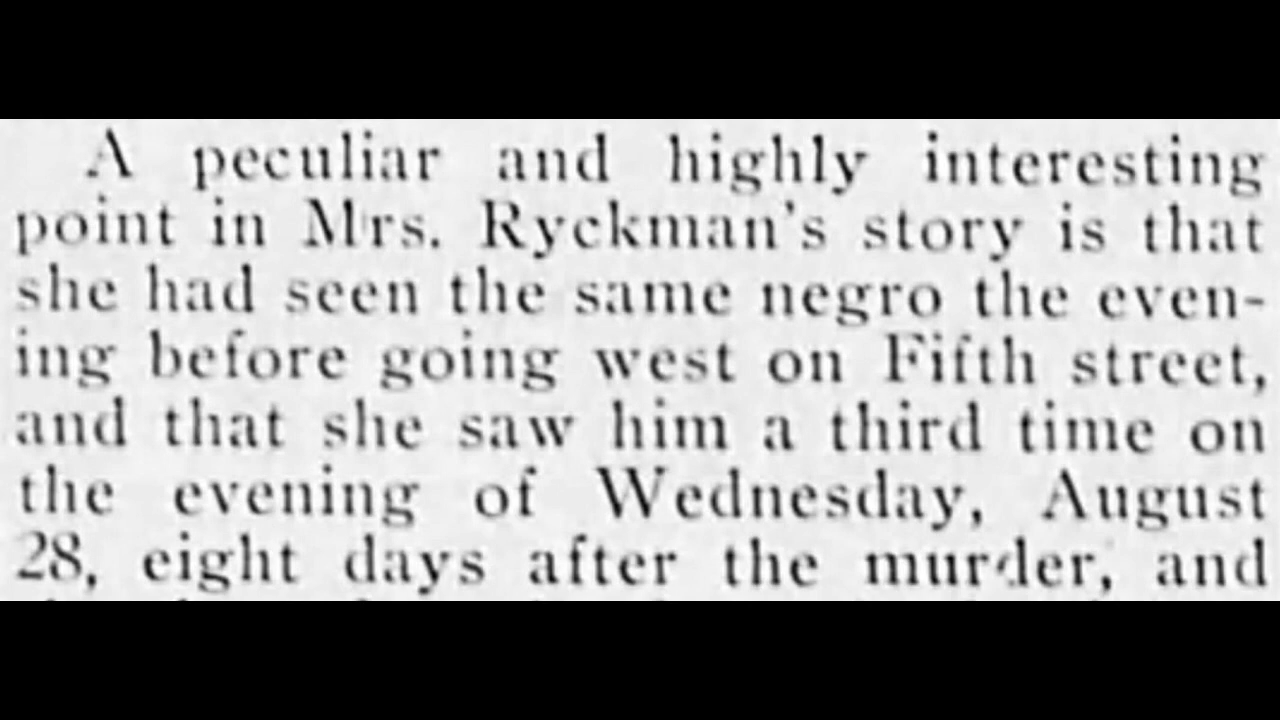 A peculiar and highly interesting
point in Mrs. Ryckman's story is that
she had seen the same negro the even-
ing before going west on Fifth street,
and that she saw him a third time on
the evening of Wednesday, August
28, eight days after the murder, and